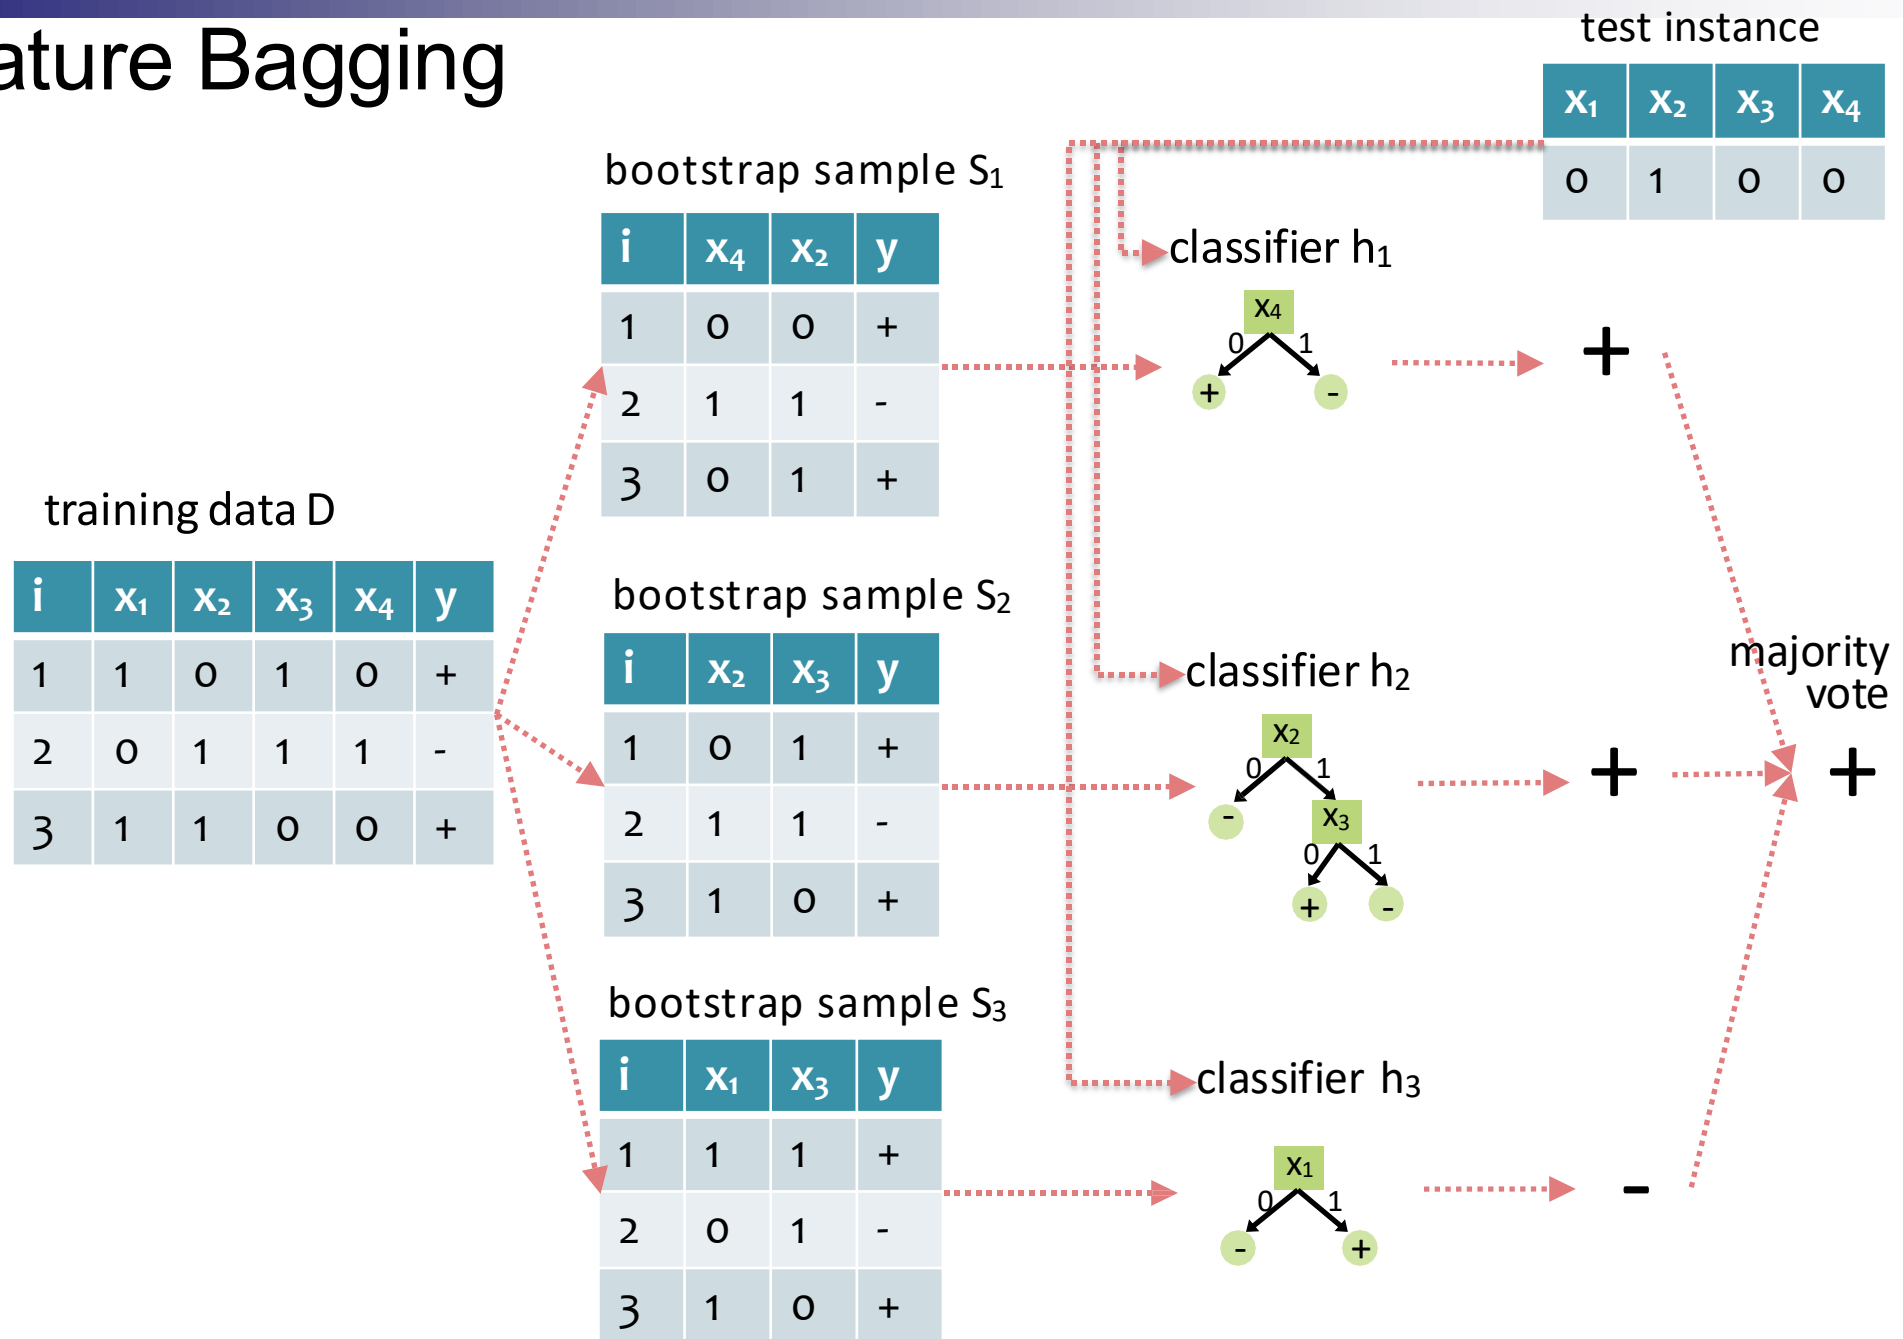 ature Bagging
test instance
x₁ x₂ x₃ x₄
0 1 0 0
bootstrap sample S₁
i x₄ x₂ y
1 0 0 +
2 1 1 -
3 0 1 +
classifier h₁
x₄
0 1
+ -
+
training data D
i x₁ x₂ x₃ x₄ y
1 1 0 1 0 +
2 0 1 1 1 -
3 1 1 0 0 +
bootstrap sample S₂
i x₂ x₃ y
1 0 1 +
2 1 1 -
3 1 0 +
classifier h₂
x₂
0 1
- x₃
0 1
+ -
+
majority
vote
+
bootstrap sample S₃
i x₁ x₃ y
1 1 1 +
2 0 1 -
3 1 0 +
classifier h₃
x₁
0 1
- +
-